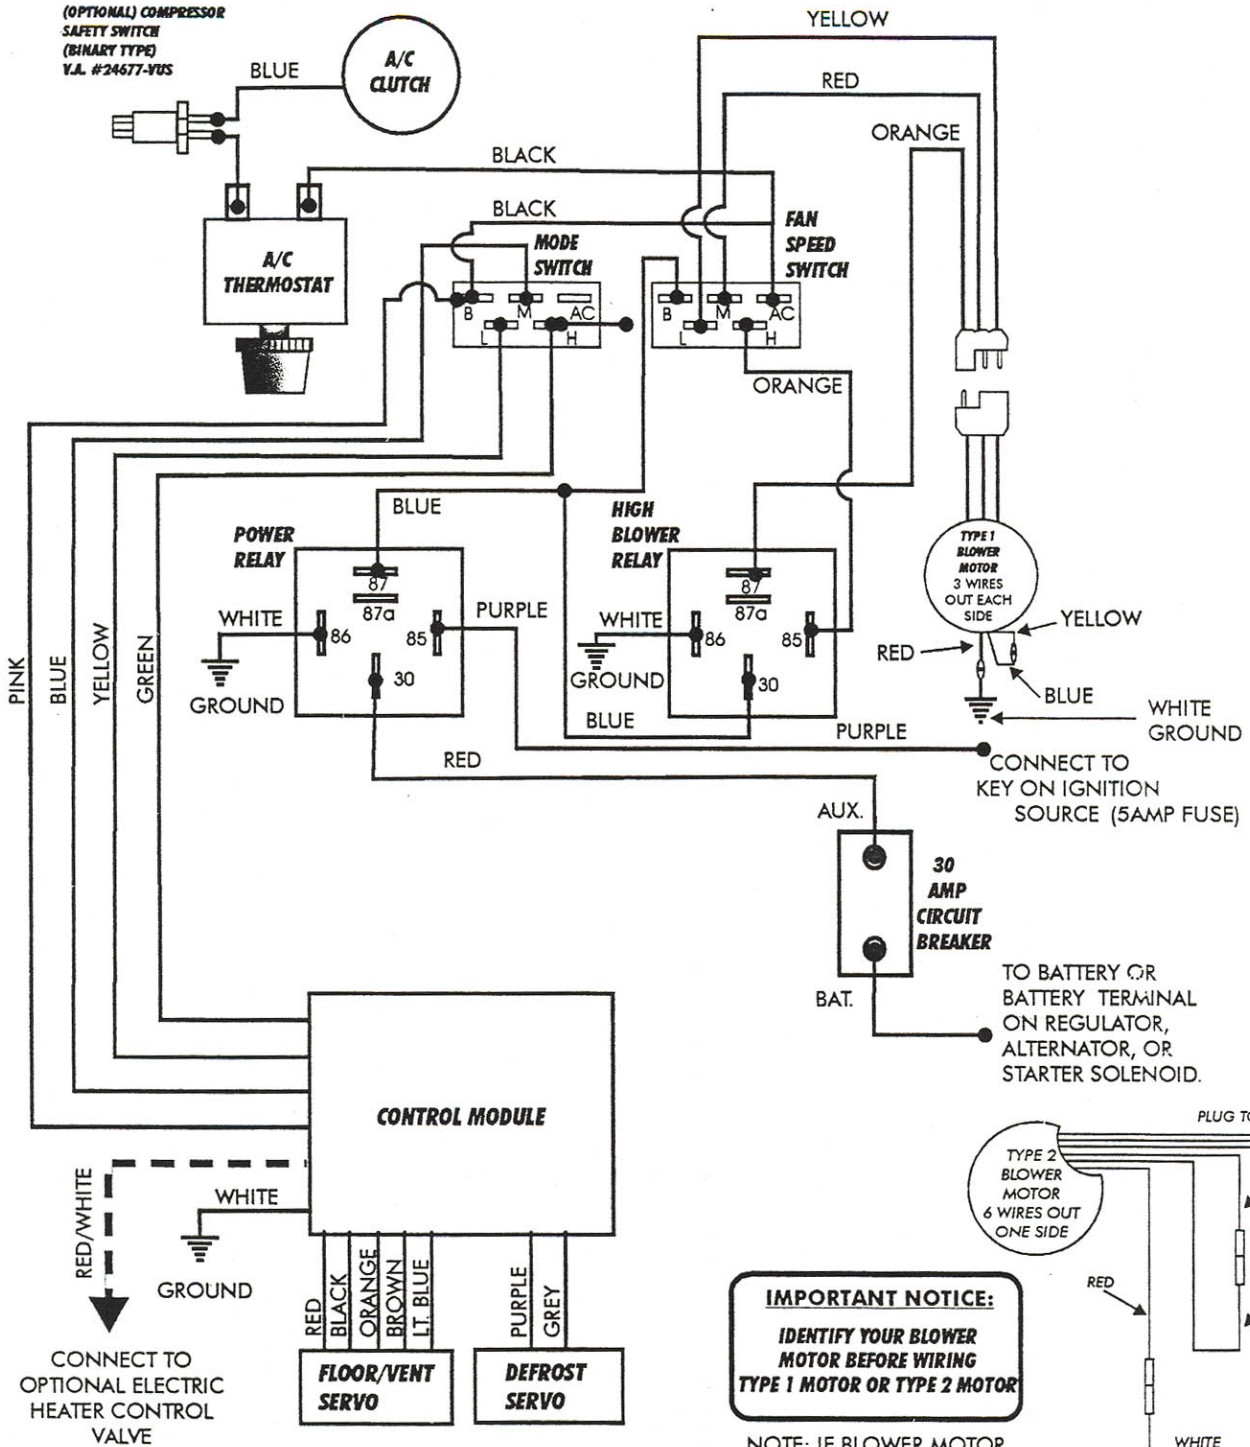 (OPTIONAL) COMPRESSOR
SAFETY SWITCH
(BINARY TYPE)
V.A. #24677-VUS
BLUE
A/C
CLUTCH
YELLOW
RED
ORANGE
BLACK
BLACK
FAN
SPEED
SWITCH
MODE
SWITCH
A/C
THERMOSTAT
B
M
AC
L
H
B
M
AC
L
H
ORANGE
BLUE
HIGH
BLOWER
RELAY
POWER
RELAY
87
87a
86
85
30
WHITE
PURPLE
GROUND
87
87a
86
85
30
WHITE
GROUND
BLUE
TYPE 1
BLOWER
MOTOR
3 WIRES
OUT EACH
SIDE
YELLOW
RED
BLUE
WHITE
GROUND
PURPLE
CONNECT TO
KEY ON IGNITION
SOURCE (5AMP FUSE)
RED
PINK
BLUE
YELLOW
GREEN
AUX.
30
AMP
CIRCUIT
BREAKER
BAT.
TO BATTERY OR
BATTERY TERMINAL
ON REGULATOR,
ALTERNATOR, OR
STARTER SOLENOID.
CONTROL MODULE
PLUG TO
TYPE 2
BLOWER
MOTOR
6 WIRES OUT
ONE SIDE
RED
WHITE
RED/WHITE
WHITE
GROUND
CONNECT TO
OPTIONAL ELECTRIC
HEATER CONTROL
VALVE
RED
BLACK
ORANGE
BROWN
LT. BLUE
PURPLE
GREY
FLOOR/VENT
SERVO
DEFROST
SERVO
IMPORTANT NOTICE:
IDENTIFY YOUR BLOWER
MOTOR BEFORE WIRING
TYPE 1 MOTOR OR TYPE 2 MOTOR
NOTE: IF BLOWER MOTOR